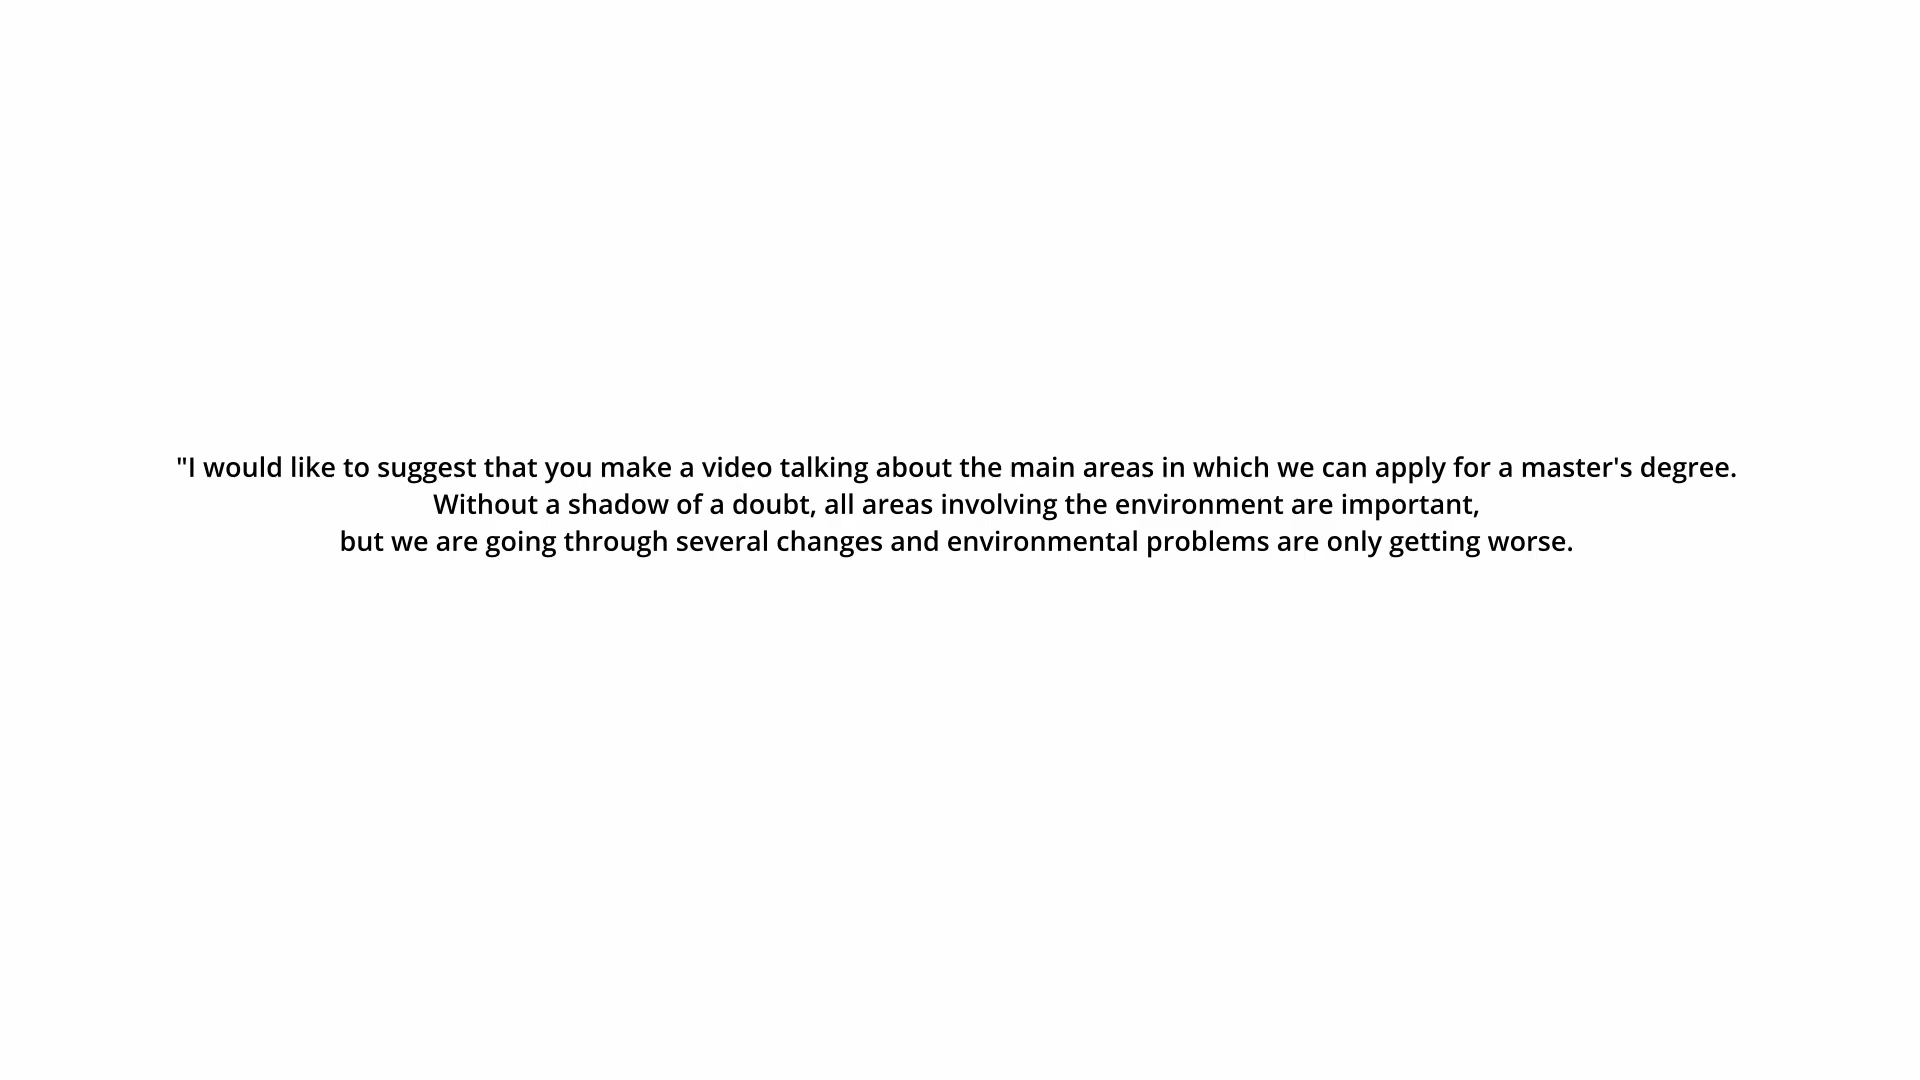 "I would like to suggest that you make a video talking about the main areas in which we can apply for a master's degree.
Without a shadow of a doubt, all areas involving the environment are important,
but we are going through several changes and environmental problems are only getting worse.